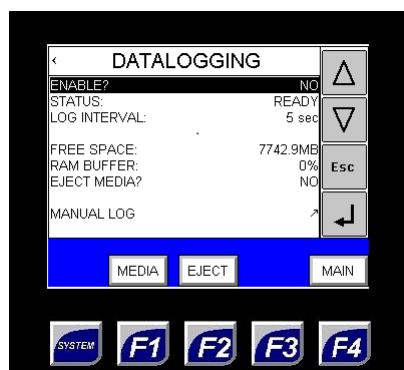 ‹ DATALOGGING
ENABLE? NO
STATUS: READY
LOG INTERVAL: 5 sec
FREE SPACE: 7742.9MB
RAM BUFFER: 0%
EJECT MEDIA? NO
MANUAL LOG ↗
Esc
MEDIA EJECT MAIN
SYSTEM F1 F2 F3 F4